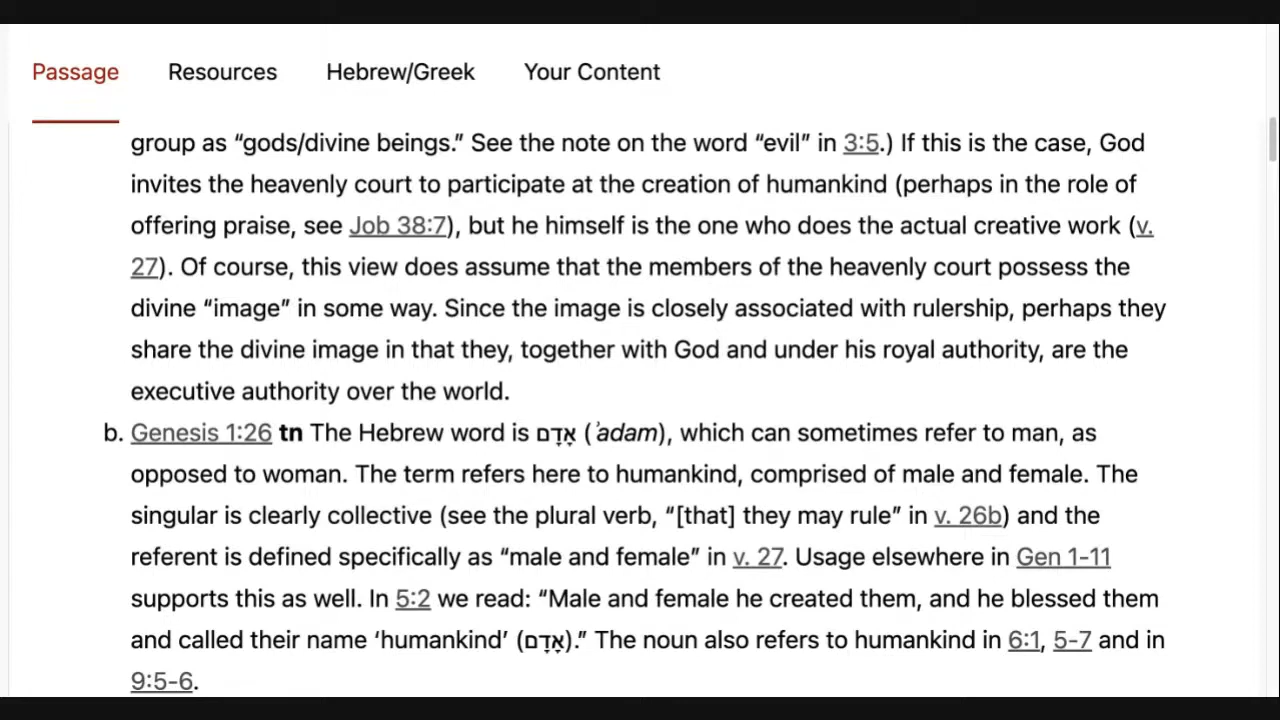 Passage Resources Hebrew/Greek Your Content
group as “gods/divine beings.” See the note on the word “evil” in 3:5.) If this is the case, God
invites the heavenly court to participate at the creation of humankind (perhaps in the role of
offering praise, see Job 38:7), but he himself is the one who does the actual creative work (v.
27). Of course, this view does assume that the members of the heavenly court possess the
divine “image” in some way. Since the image is closely associated with rulership, perhaps they
share the divine image in that they, together with God and under his royal authority, are the
executive authority over the world.
b. Genesis 1:26 tn The Hebrew word is אָדָם (ʾadam), which can sometimes refer to man, as
opposed to woman. The term refers here to humankind, comprised of male and female. The
singular is clearly collective (see the plural verb, “[that] they may rule” in v. 26b) and the
referent is defined specifically as “male and female” in v. 27. Usage elsewhere in Gen 1-11
supports this as well. In 5:2 we read: “Male and female he created them, and he blessed them
and called their name ‘humankind’ (אָדָם).” The noun also refers to humankind in 6:1, 5-7 and in
9:5-6.